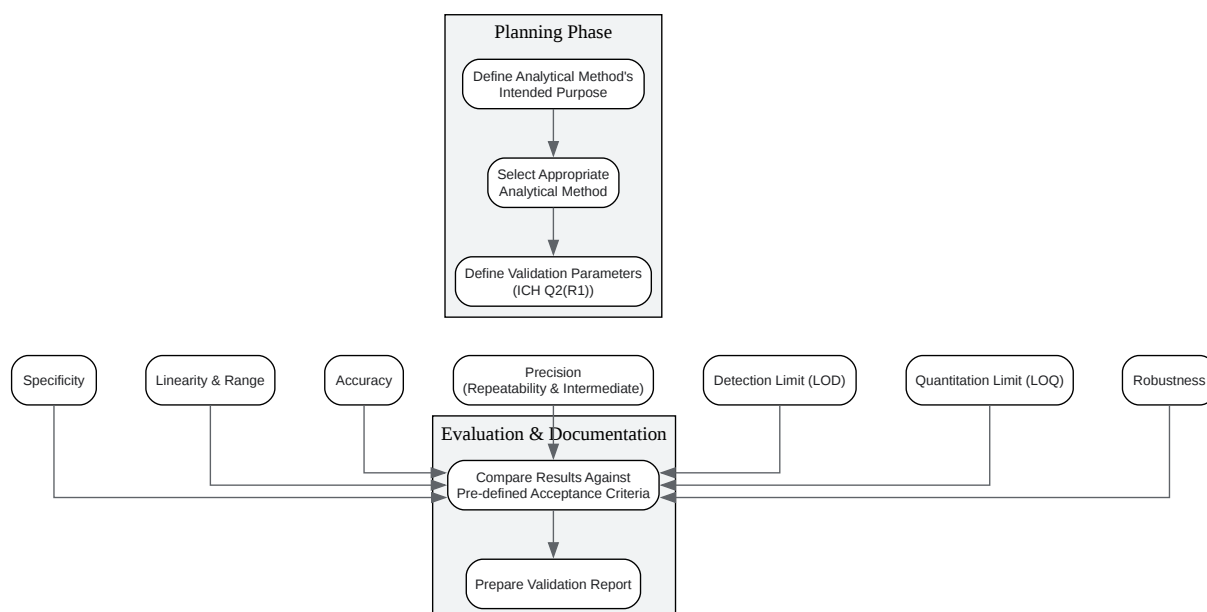 Planning Phase
Define Analytical Method's
Intended Purpose
Select Appropriate
Analytical Method
Define Validation Parameters
(ICH Q2(R1))
Specificity
Linearity & Range
Accuracy
Precision
(Repeatability & Intermediate)
Detection Limit (LOD)
Quantitation Limit (LOQ)
Robustness
Evaluation & Documentation
Compare Results Against
Pre-defined Acceptance Criteria
Prepare Validation Report